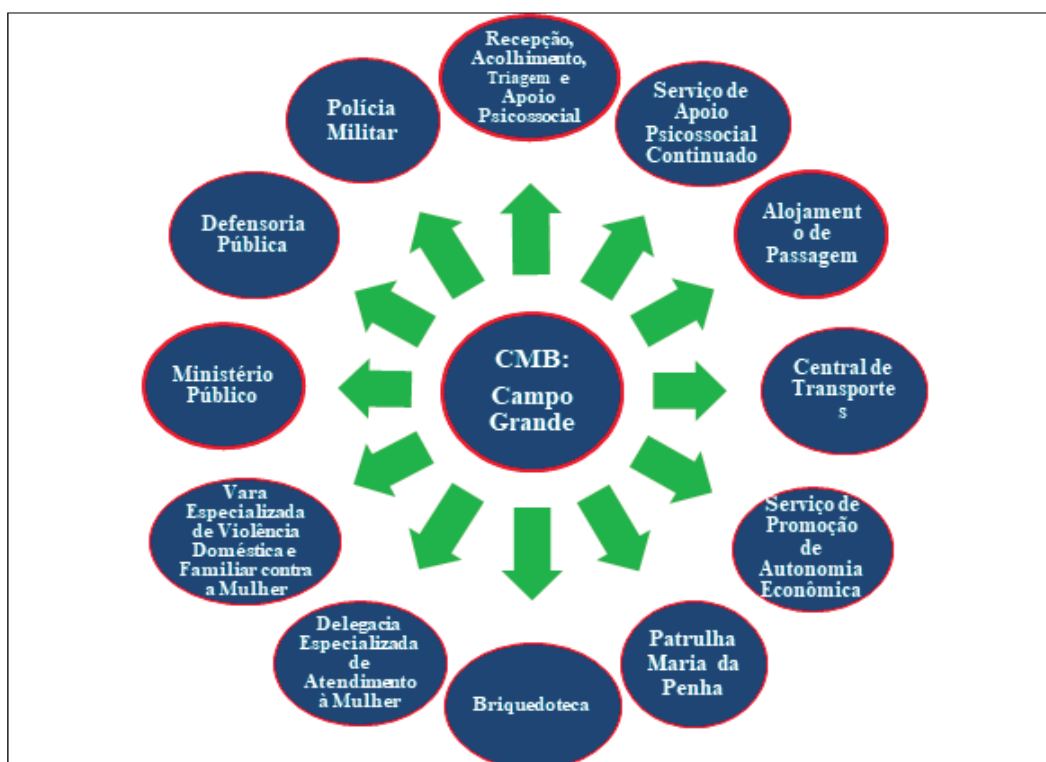 Recepção,
Acolhimento,
Triagem e
Apoio
Psicossocial
Serviço de
Apoio
Psicossocial
Continuado
Alojament
o de
Passagem
Central de
Transporte
s
Serviço de
Promoção
de
Autonomia
Econômica
Patrulha
Maria da
Penha
Briquedoteca
Delegacia
Especializada
de
Atendimento
à Mulher
Vara
Especializada
de Violência
Doméstica e
Familiar contra
a Mulher
Ministério
Público
Defensoria
Pública
Polícia
Militar
CMB:
Campo
Grande